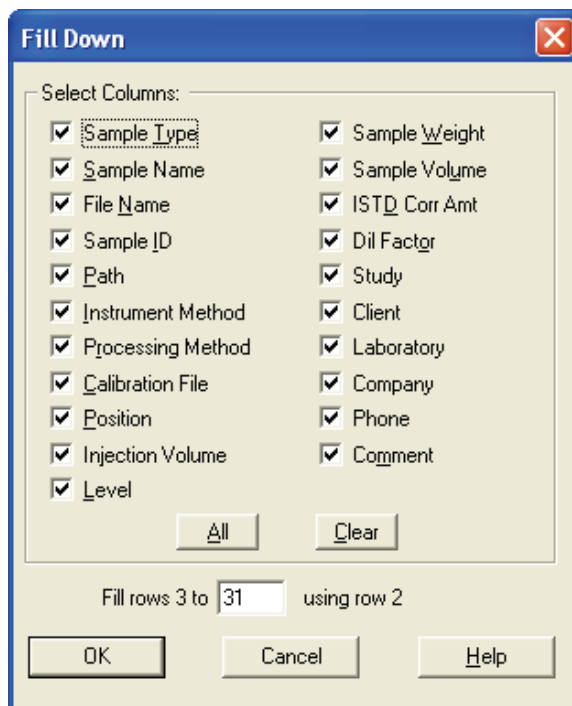 Fill Down
Select Columns:
Sample Type
Sample Name
File Name
Sample ID
Path
Instrument Method
Processing Method
Calibration File
Position
Injection Volume
Level
Sample Weight
Sample Volume
ISTD Corr Amt
Dil Factor
Study
Client
Laboratory
Company
Phone
Comment
All Clear
Fill rows 3 to 31 using row 2
OK Cancel Help